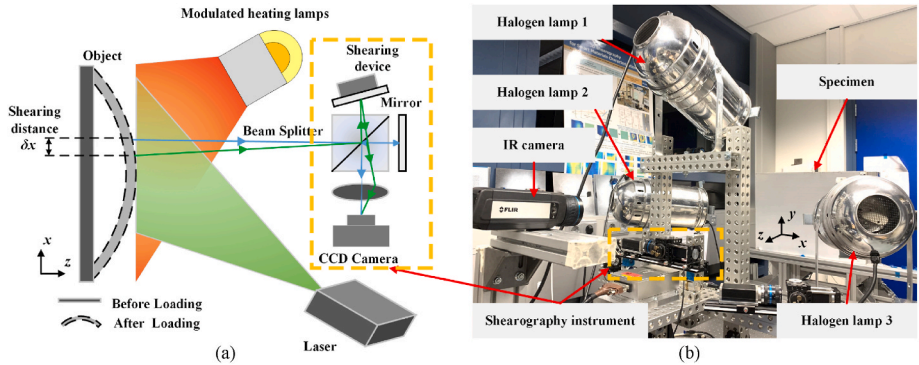 Modulated heating lamps
Object
Shearing
device
Mirror
Shearing
distance
δx
Beam Splitter
CCD Camera
x
z
Before Loading
After Loading
Laser
(a)
Halogen lamp 1
Halogen lamp 2
IR camera
Specimen
FLIR
y
z
x
Shearography instrument
Halogen lamp 3
(b)